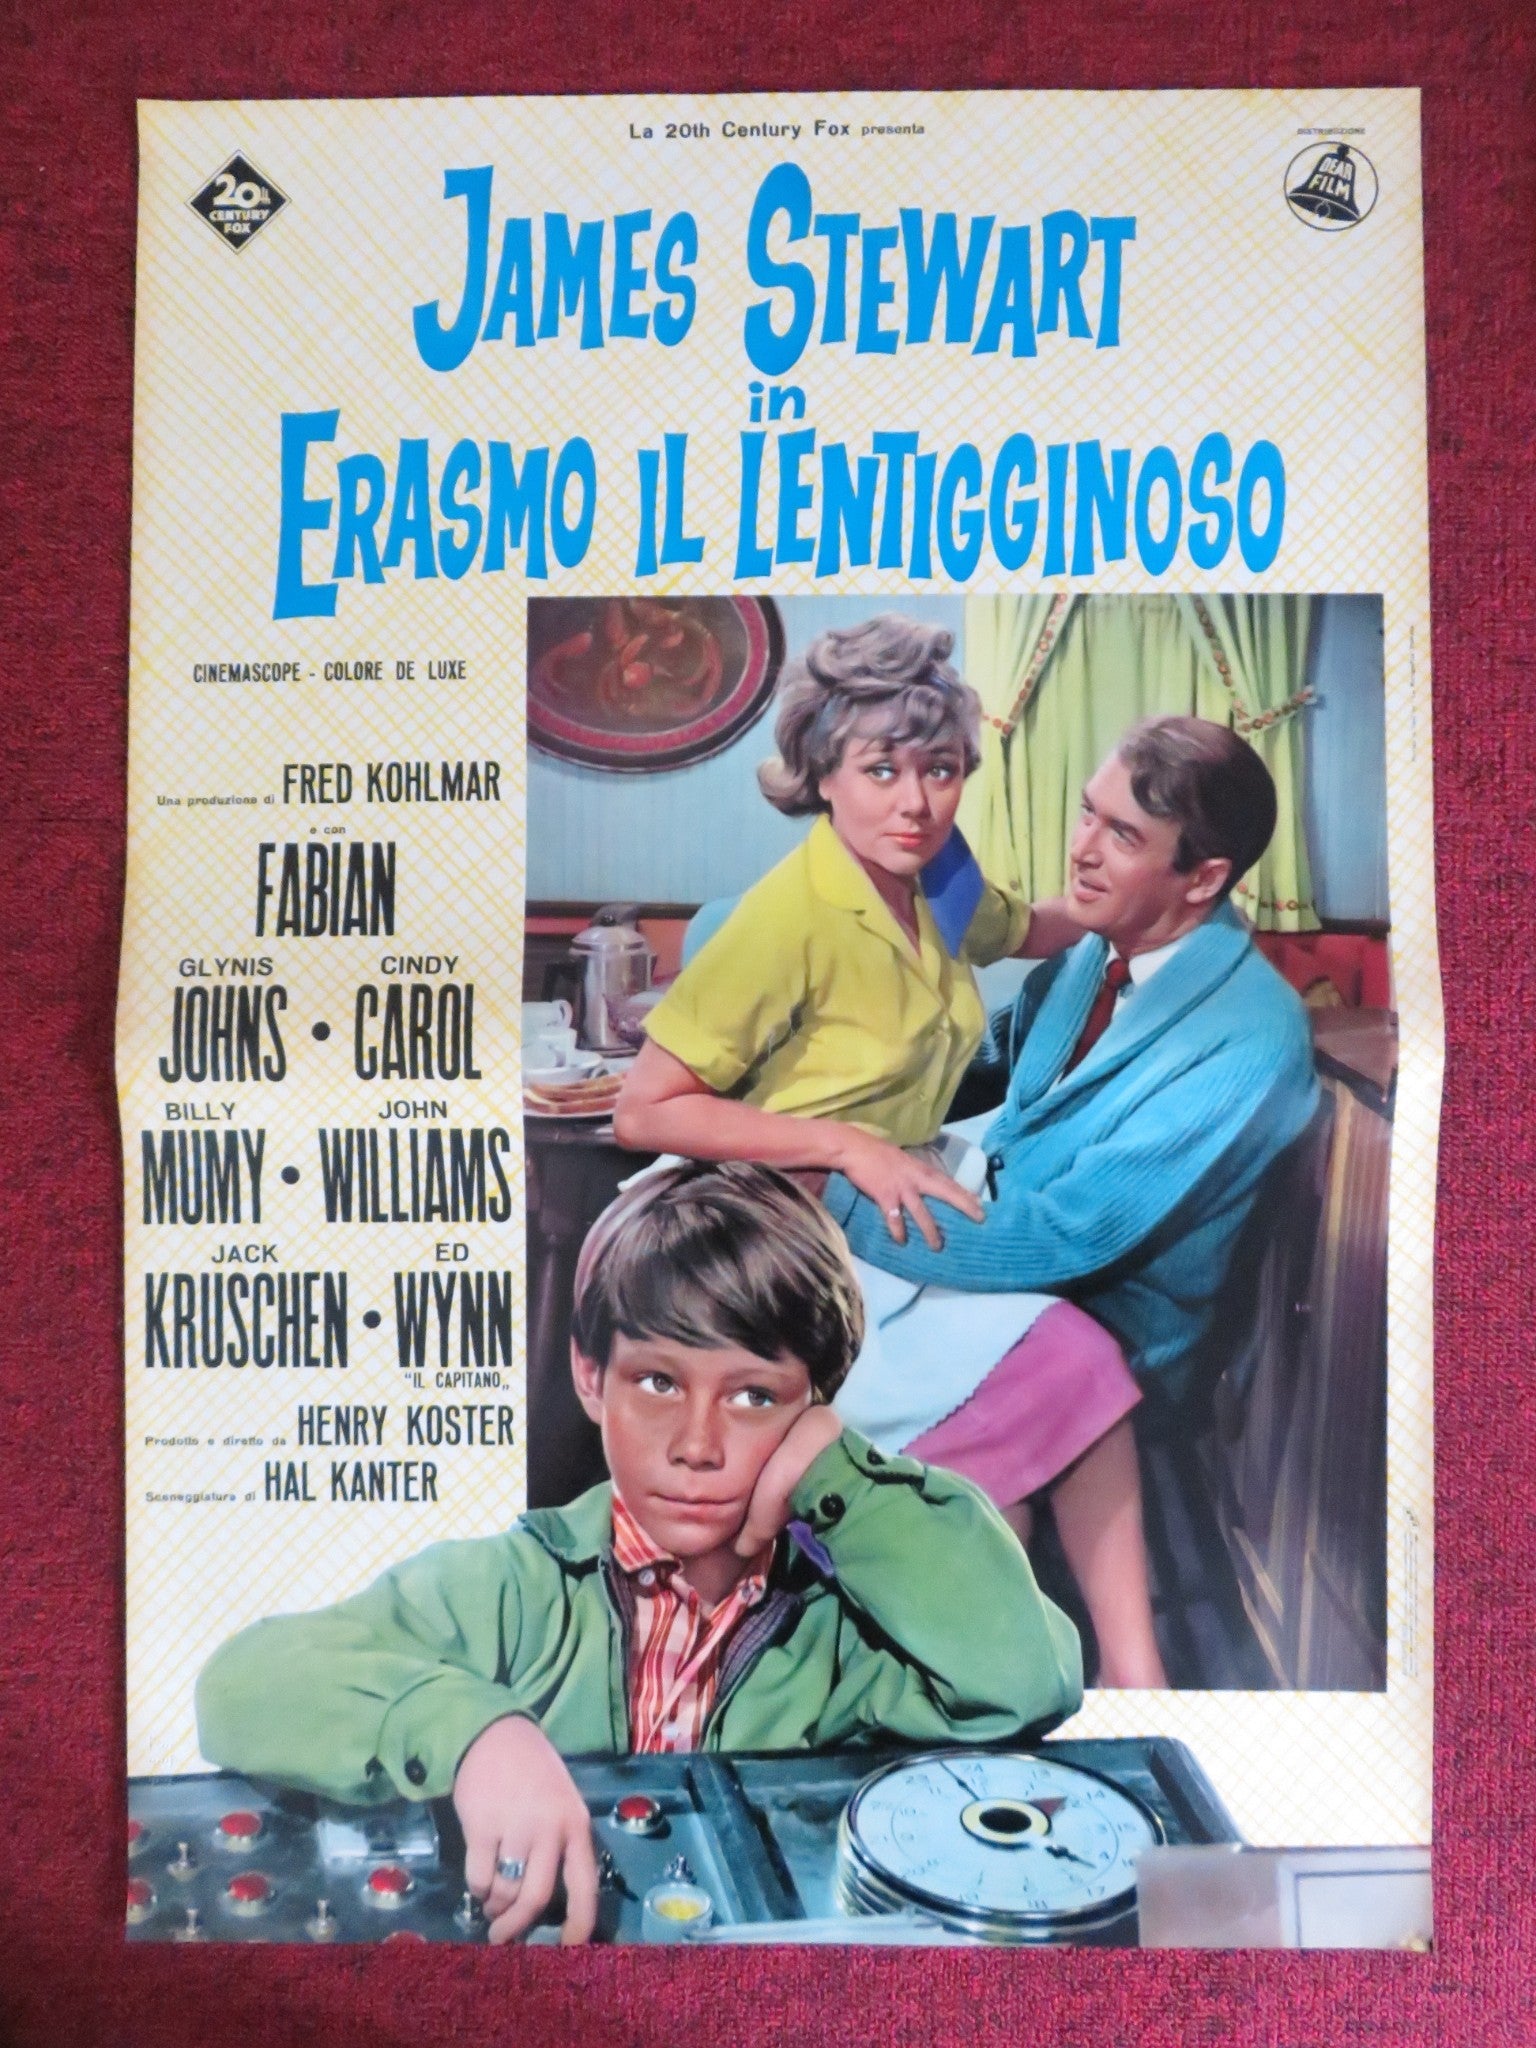 La 20th Century Fox presenta
DISTRIBUZIONE
DEAR
FILM
20th
CENTURY
FOX
JAMES STEWART
in
ERASMO IL LENTIGGINOSO
CINEMASCOPE - COLORE DE LUXE
Una produzione di FRED KOHLMAR
e con
FABIAN
GLYNIS CINDY
JOHNS • CAROL
BILLY JOHN
MUMY • WILLIAMS
JACK ED
KRUSCHEN • WYNN
"IL CAPITANO„
Prodotto e diretto da HENRY KOSTER
Sceneggiatura di HAL KANTER